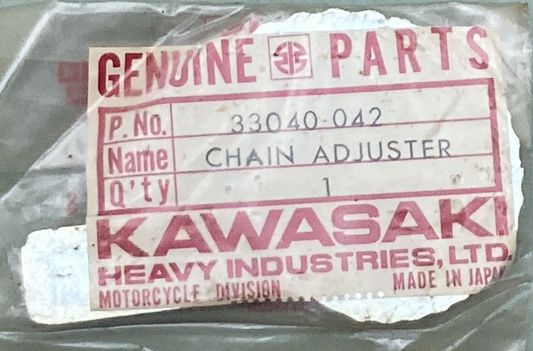 GENUINE PARTS
P.No. 33040-042
Name CHAIN ADJUSTER
Q'ty 1
KAWASAKI
HEAVY INDUSTRIES, LTD.
MOTORCYCLE DIVISION MADE IN JAPAN